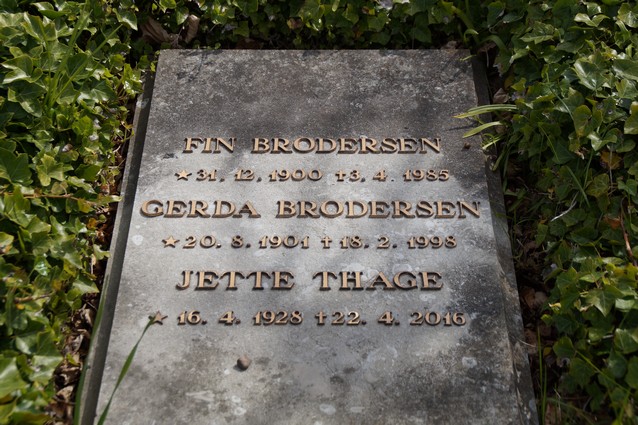 FIN BRODERSEN
★31. 12. 1900 ✝3. 4. 1985
GERDA BRODERSEN
★20. 8. 1901 ✝18. 2. 1998
JETTE THAGE
★16. 4. 1928 ✝22. 4. 2016